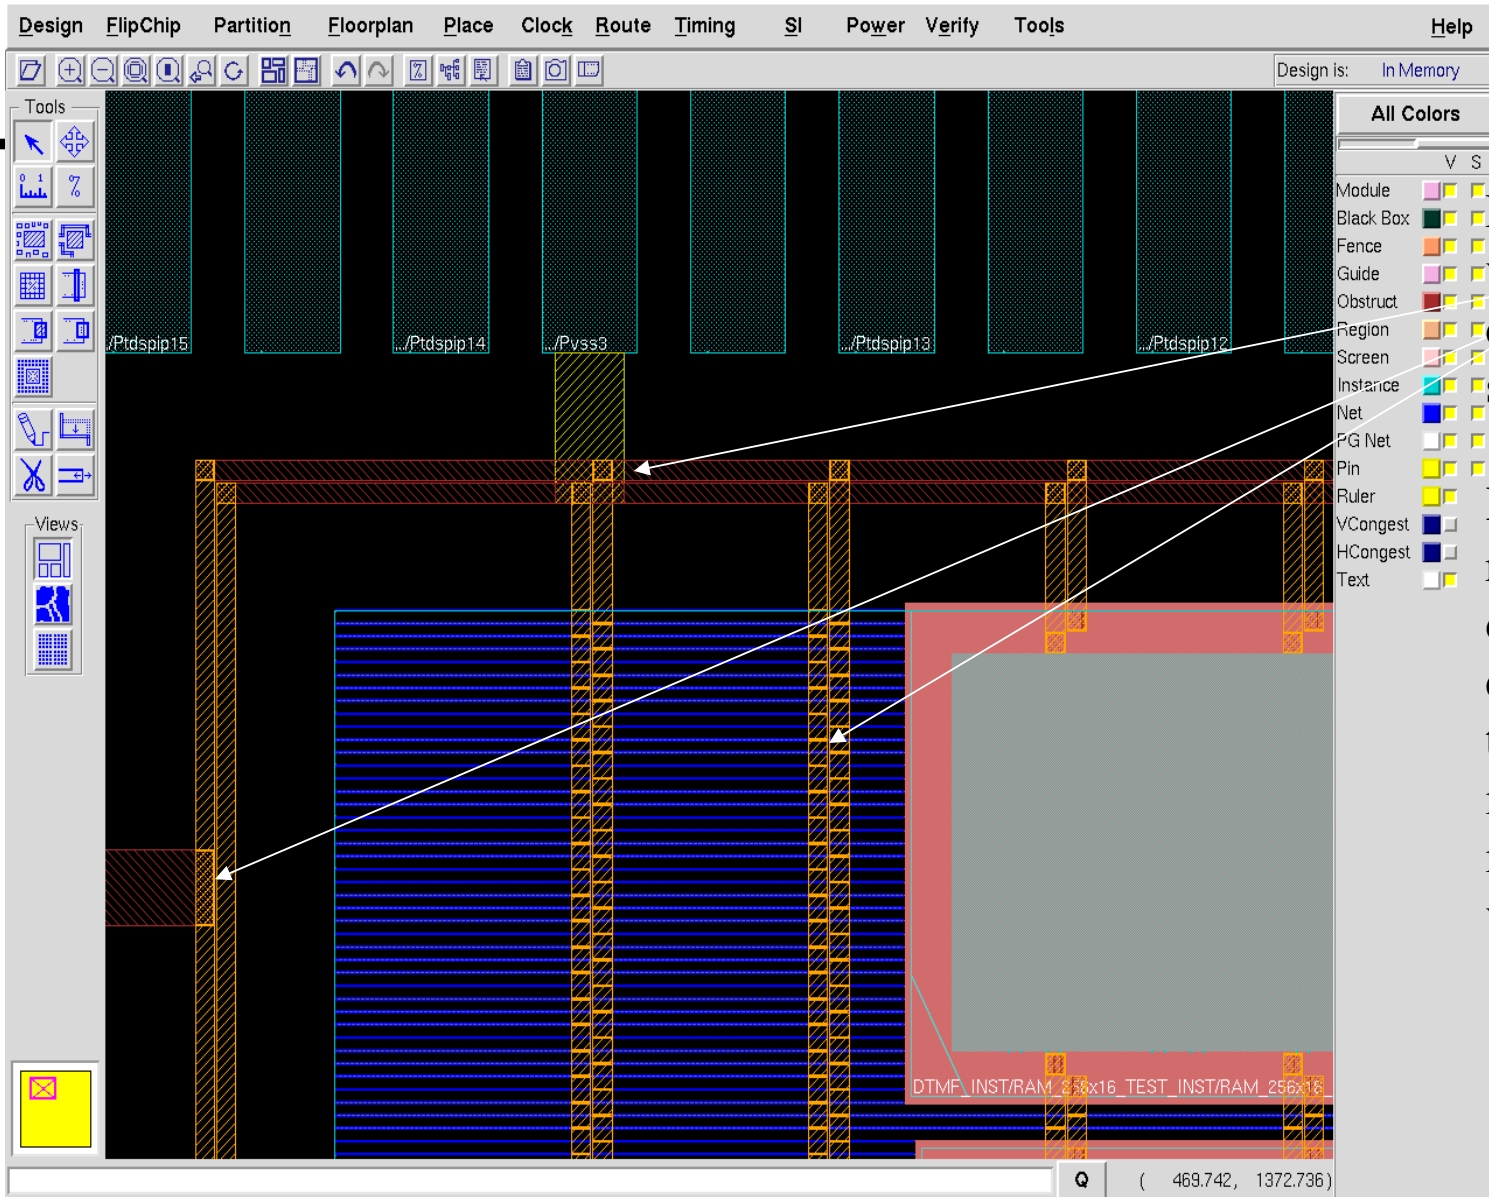 Design FlipChip Partition Floorplan Place Clock Route Timing SI Power Verify Tools Help
Design is: In Memory
Tools
All Colors
V S
0 1
%
Module
Black Box
Fence
Guide
Obstruct
Region
Screen
Instance
Net
PG Net
Pin
Ruler
VCongest
HCongest
Text
Views
/Ptdspip15
.../Ptdspip14
.../Pvss3
.../Ptdspip13
.../Ptdspip12
DTMF_INST/RAM_256x16_TEST_INST/RAM_256x16_
Q ( 469.742, 1372.736)